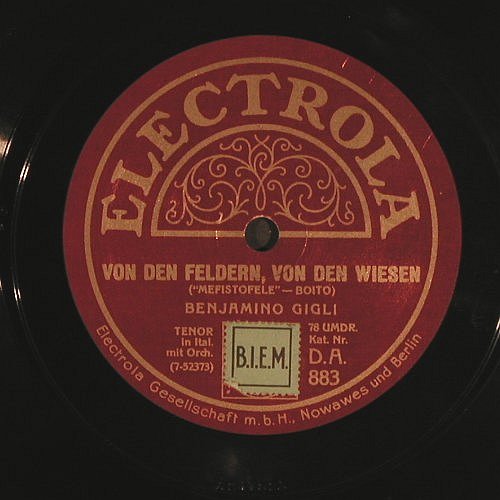 ELECTROLA
VON DEN FELDERN, VON DEN WIESEN
("MEFISTOFELE" — BOITO)
BENJAMINO GIGLI
TENOR
in Ital.
mit Orch.
(7-52373)
B.I.E.M.
78 UMDR.
Kat. Nr.
D.A.
883
Electrola Gesellschaft m.b.H., Nowawes und Berlin